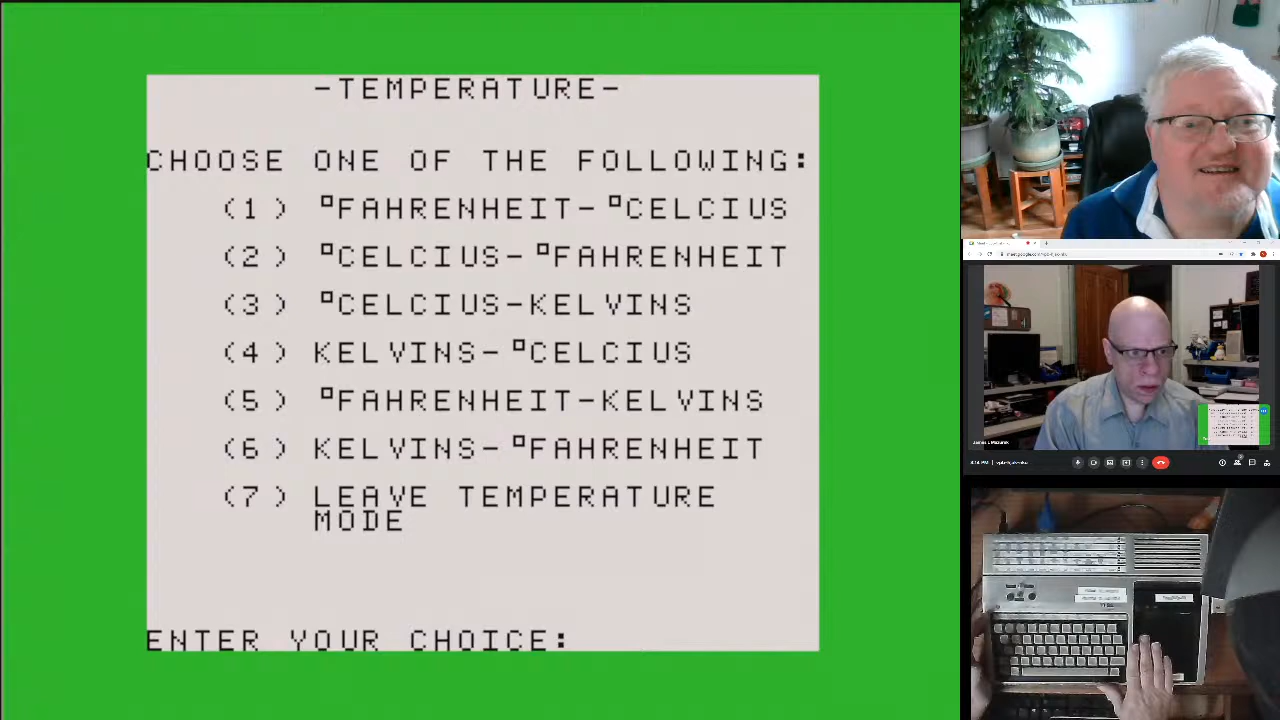 -TEMPERATURE-
CHOOSE ONE OF THE FOLLOWING:
(1) °FAHRENHEIT-°CELCIUS
(2) °CELCIUS-°FAHRENHEIT
(3) °CELCIUS-KELVINS
(4) KELVINS-°CELCIUS
(5) °FAHRENHEIT-KELVINS
(6) KELVINS-°FAHRENHEIT
(7) LEAVE TEMPERATURE
MODE
ENTER YOUR CHOICE: